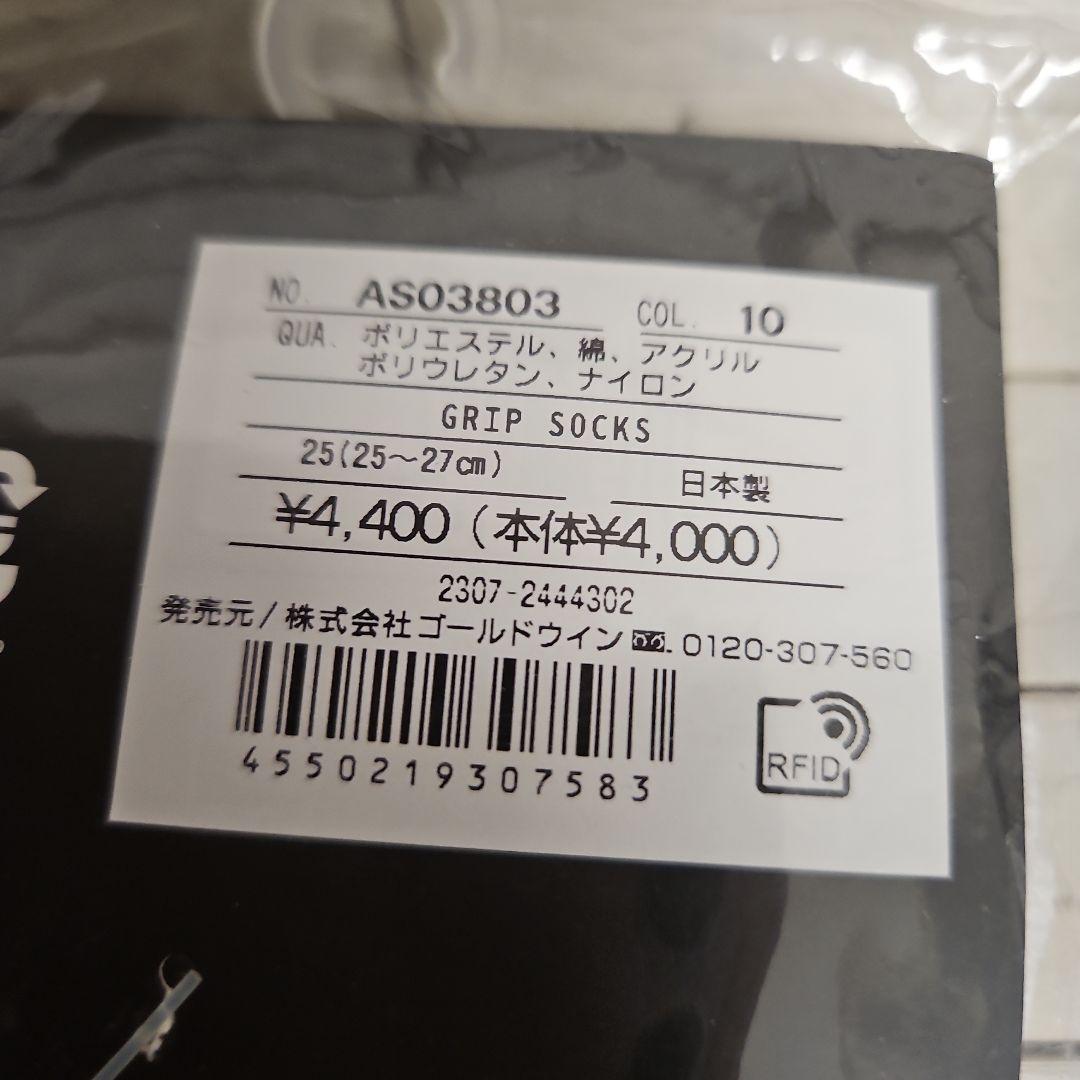 NO. AS03803 COL. 10
QUA. ポリエステル、綿、アクリル
ポリウレタン、ナイロン
GRIP SOCKS
25(25〜27㎝) 日本製
¥4,400(本体¥4,000)
2307-2444302
発売元/株式会社ゴールドウイン 0120-307-560
4550219307583
RFID